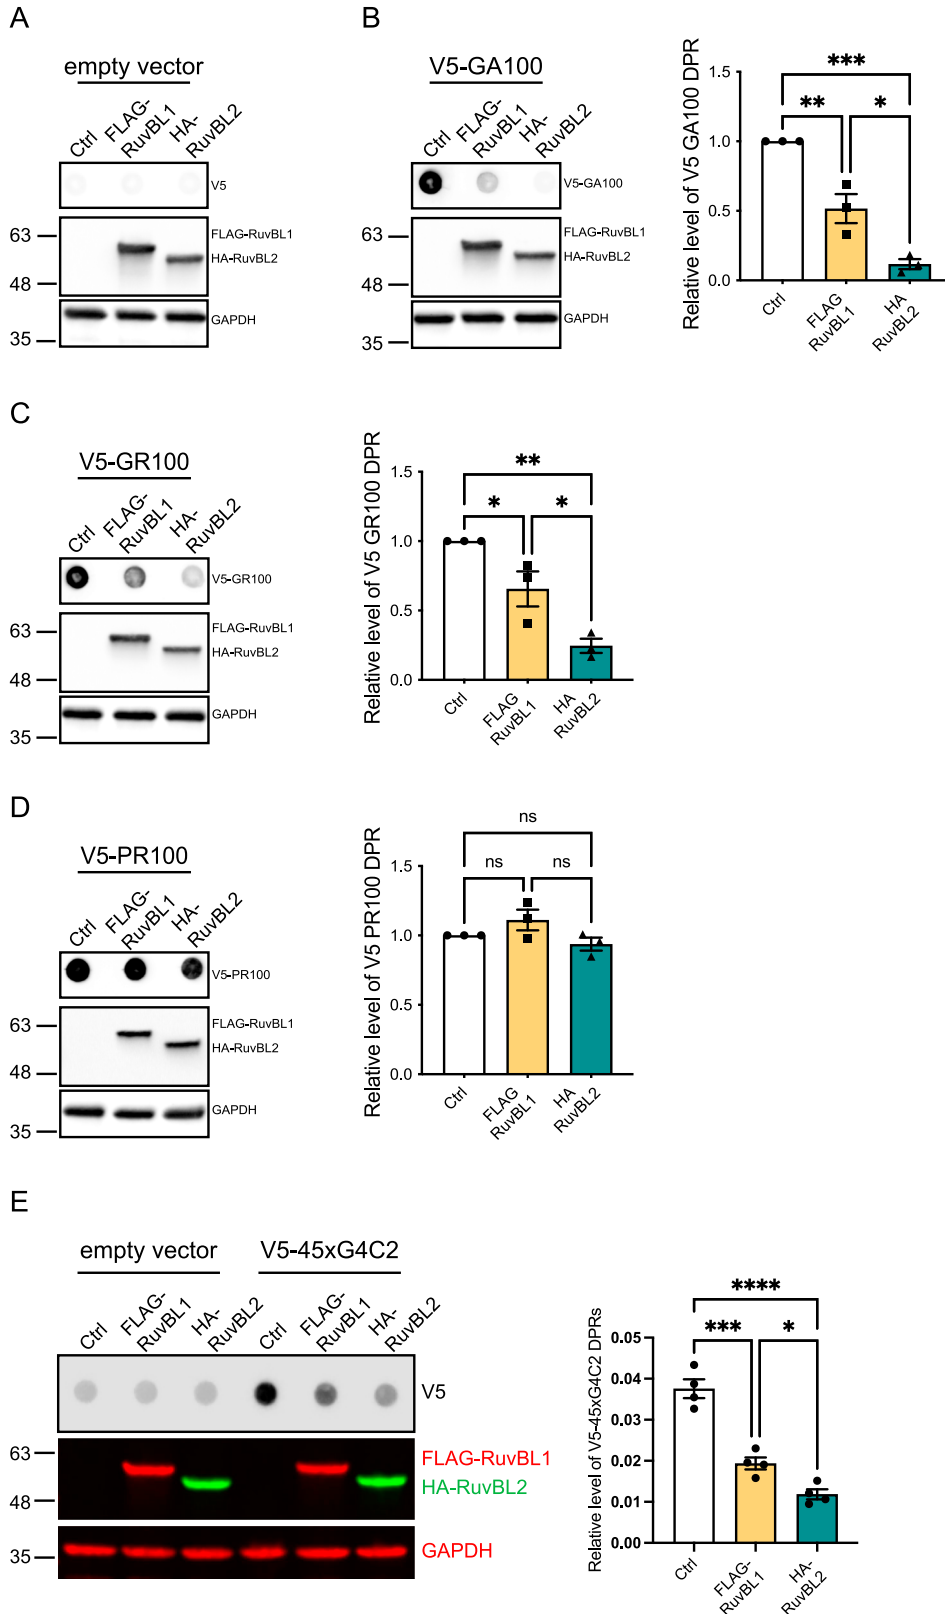 A
empty vector
Ctrl
FLAG-
RuvBL1
HA-
RuvBL2
V5
63
FLAG-RuvBL1
HA-RuvBL2
48
GAPDH
35
B
V5-GA100
Ctrl
FLAG-
RuvBL1
HA-
RuvBL2
V5-GA100
63
FLAG-RuvBL1
HA-RuvBL2
48
GAPDH
35
Relative level of V5 GA100 DPR
1.5
1.0
0.5
0.0
***
**
*
Ctrl
FLAG
RuvBL1
HA
RuvBL2
C
V5-GR100
Ctrl
FLAG-
RuvBL1
HA-
RuvBL2
V5-GR100
63
FLAG-RuvBL1
HA-RuvBL2
48
GAPDH
35
Relative level of V5 GR100 DPR
1.5
1.0
0.5
0.0
**
*
*
Ctrl
FLAG
RuvBL1
HA
RuvBL2
D
V5-PR100
Ctrl
FLAG-
RuvBL1
HA-
RuvBL2
V5-PR100
63
FLAG-RuvBL1
HA-RuvBL2
48
GAPDH
35
Relative level of V5 PR100 DPR
1.5
1.0
0.5
0.0
ns
ns
ns
Ctrl
FLAG
RuvBL1
HA
RuvBL2
E
empty vector
V5-45xG4C2
Ctrl
FLAG-
RuvBL1
HA-
RuvBL2
Ctrl
FLAG-
RuvBL1
HA-
RuvBL2
V5
63
FLAG-RuvBL1
HA-RuvBL2
48
GAPDH
35
Relative level of V5-45xG4C2 DPRs
0.05
0.04
0.03
0.02
0.01
0.00
****
***
*
Ctrl
FLAG-
RuvBL1
HA-
RuvBL2